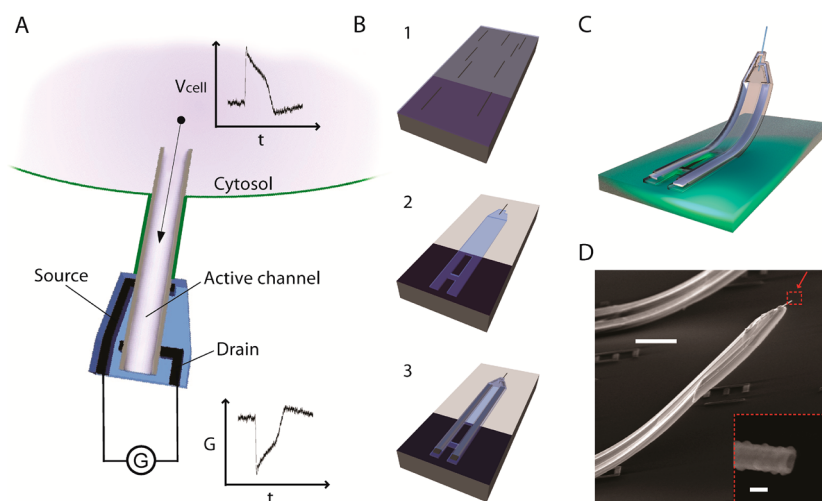 A
Vcell
t
Cytosol
Source
Active channel
Drain
G
G
t
B
1
2
3
C
D